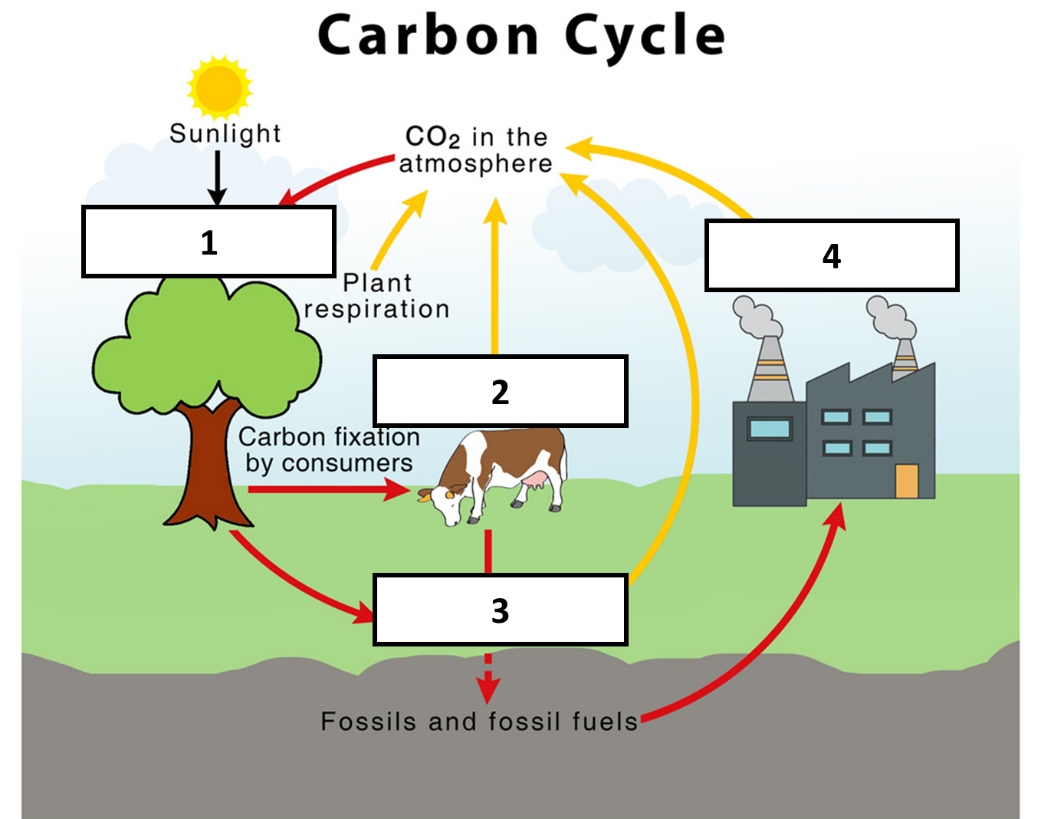 Carbon Cycle
Sunlight
CO₂ in the
atmosphere
1
4
Plant
respiration
2
Carbon fixation
by consumers
3
Fossils and fossil fuels